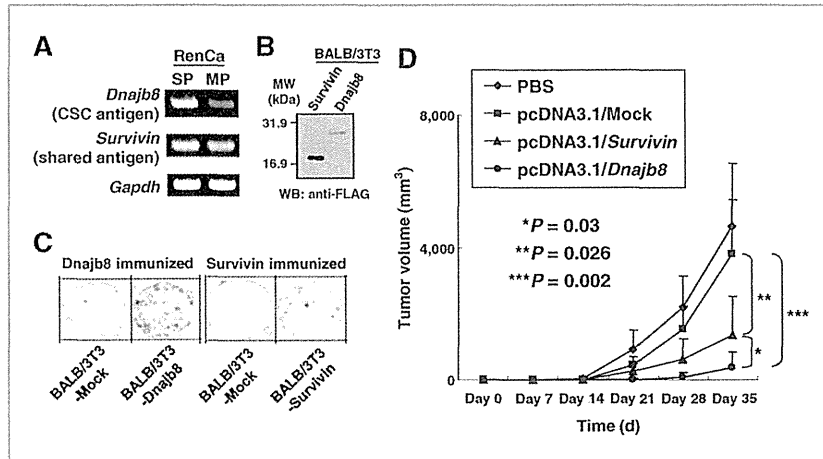 A
RenCa
SP MP
Dnajb8
(CSC antigen)
Survivin
(shared antigen)
Gapdh
B
BALB/3T3
MW
(kDa)
Survivin
Dnajb8
31.9
16.9
WB: anti-FLAG
C
Dnajb8 immunized
Survivin immunized
BALB/3T3
-Mock
BALB/3T3
-Dnajb8
BALB/3T3
-Mock
BALB/3T3
-Survivin
D
PBS
pcDNA3.1/Mock
pcDNA3.1/Survivin
pcDNA3.1/Dnajb8
*P = 0.03
**P = 0.026
***P = 0.002
Tumor volume (mm³)
8,000
4,000
0
**
*
***
Day 0 Day 7 Day 14 Day 21 Day 28 Day 35
Time (d)